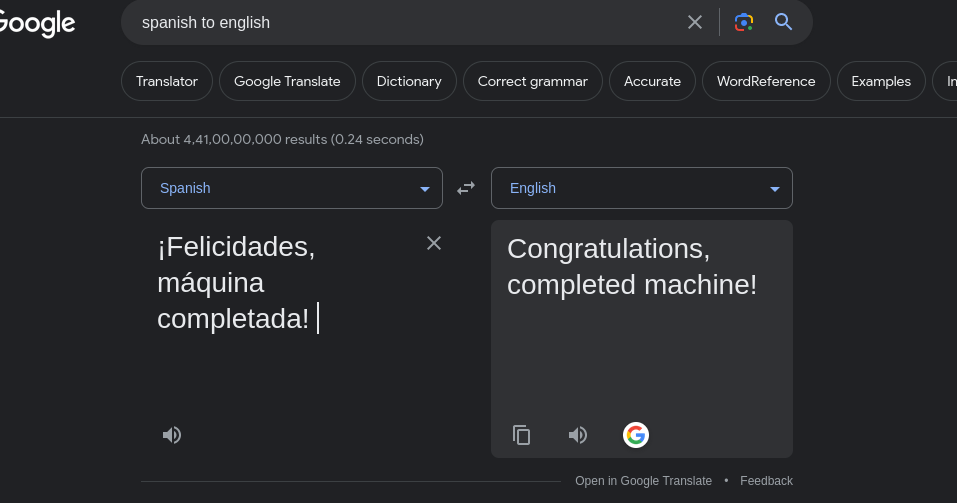 Google
spanish to english
Translator Google Translate Dictionary Correct grammar Accurate WordReference Examples
About 4,41,00,00,000 results (0.24 seconds)
Spanish English
¡Felicidades,
máquina
completada!
Congratulations,
completed machine!
Open in Google Translate • Feedback